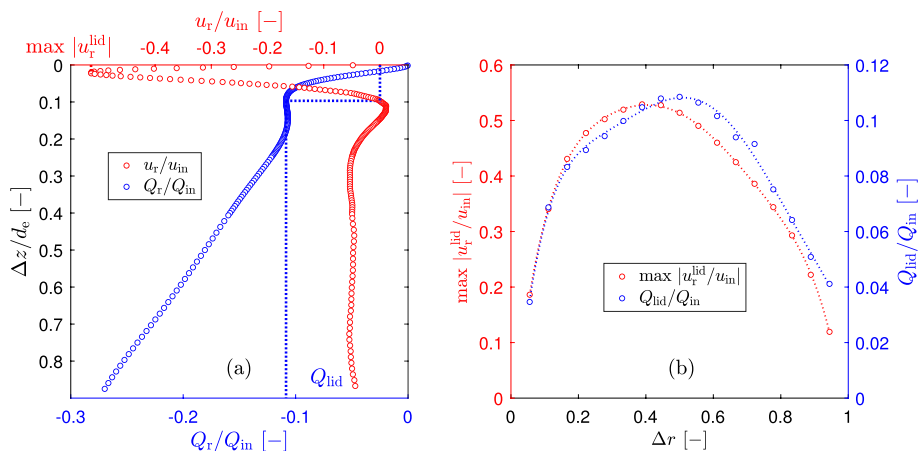 u_r/u_in [−]
max |u_r^lid| -0.4 -0.3 -0.2 -0.1 0
0 0.1 0.2 0.3 0.4 0.5 0.6 0.7 0.8
Δz/d_e [−]
u_r/u_in
Q_r/Q_in
(a)
Q_lid
-0.3 -0.2 -0.1 0
Q_r/Q_in [−]
0.6 0.5 0.4 0.3 0.2 0.1 0
max |u_r^lid/u_in| [−]
max |u_r^lid/u_in|
Q_lid/Q_in
(b)
0 0.2 0.4 0.6 0.8 1
Δr [−]
0.12 0.1 0.08 0.06 0.04 0.02 0
Q_lid/Q_in [−]